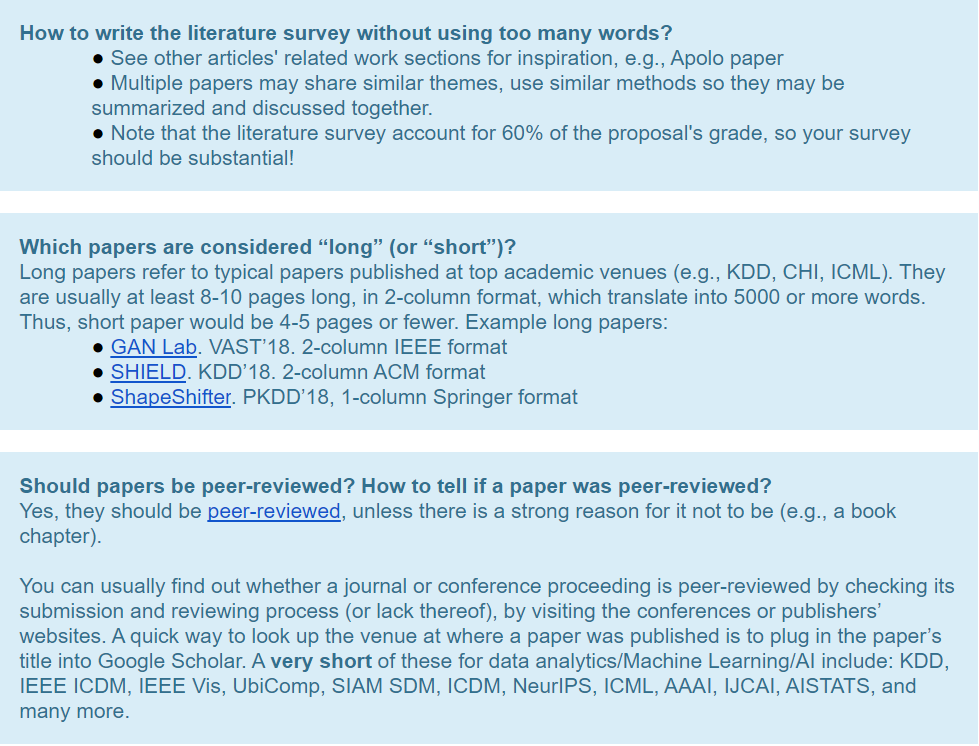 How to write the literature survey without using too many words?
● See other articles' related work sections for inspiration, e.g., Apolo paper
● Multiple papers may share similar themes, use similar methods so they may be
summarized and discussed together.
● Note that the literature survey account for 60% of the proposal's grade, so your survey
should be substantial!
Which papers are considered “long” (or “short”)?
Long papers refer to typical papers published at top academic venues (e.g., KDD, CHI, ICML). They
are usually at least 8-10 pages long, in 2-column format, which translate into 5000 or more words.
Thus, short paper would be 4-5 pages or fewer. Example long papers:
● GAN Lab. VAST’18. 2-column IEEE format
● SHIELD. KDD’18. 2-column ACM format
● ShapeShifter. PKDD’18, 1-column Springer format
Should papers be peer-reviewed? How to tell if a paper was peer-reviewed?
Yes, they should be peer-reviewed, unless there is a strong reason for it not to be (e.g., a book
chapter).
You can usually find out whether a journal or conference proceeding is peer-reviewed by checking its
submission and reviewing process (or lack thereof), by visiting the conferences or publishers’
websites. A quick way to look up the venue at where a paper was published is to plug in the paper’s
title into Google Scholar. A very short of these for data analytics/Machine Learning/AI include: KDD,
IEEE ICDM, IEEE Vis, UbiComp, SIAM SDM, ICDM, NeurIPS, ICML, AAAI, IJCAI, AISTATS, and
many more.